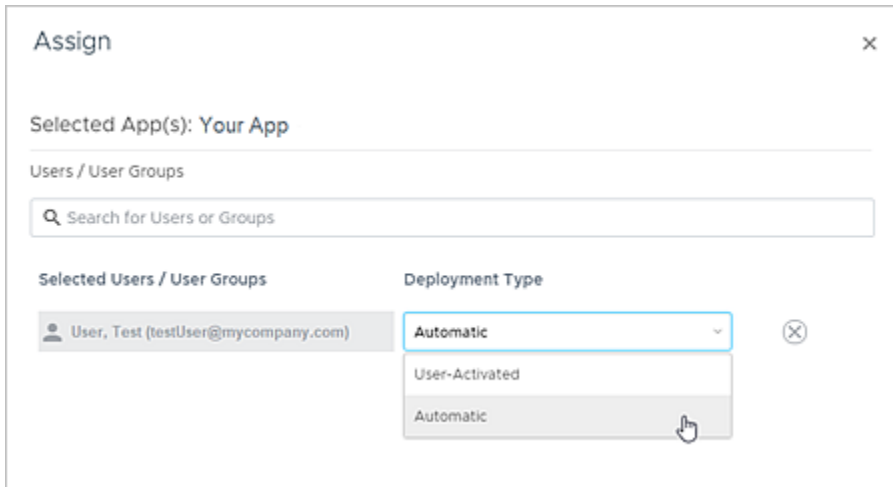 Assign
Selected App(s): Your App
Users / User Groups
Search for Users or Groups
Selected Users / User Groups Deployment Type
User, Test (testUser@mycompany.com) Automatic
User-Activated
Automatic